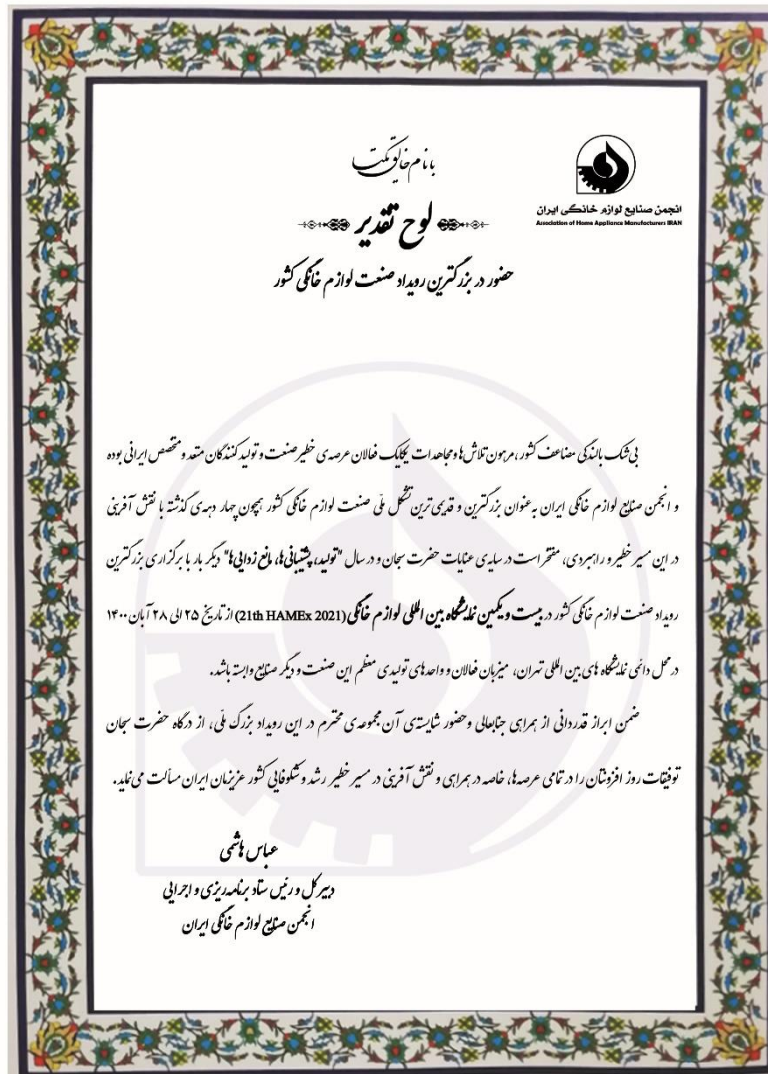 با نام خالق یکتا
انجمن صنایع لوازم خانگی ایران
Association of Home Appliance Manufacturers IRAN
لوح تقدیر
حضور در بزرگترین رویداد صنعت لوازم خانگی کشور
بی‌شک بالندگی مضاعف کشور، مرهون تلاش‌ها و مجاهدات یکایک فعالان عرصه‌ی خطیر صنعت و تولیدکنندگان متعهد و متخصص ایرانی بوده
و انجمن صنایع لوازم خانگی ایران به‌عنوان بزرگترین و قدیمی‌ترین تشکل ملّی صنعت لوازم خانگی کشور همچون چهار دهه‌ی گذشته با نقش آفرینی
در این مسیر خطیر و راهبردی، مفتخر است در سایه‌ی عنایات حضرت سبحان و در سال "تولید، پشتیبانی‌ها، مانع زدایی‌ها" دیگر بار با برگزاری بزرگترین
رویداد صنعت لوازم خانگی کشور در بیست و یکمین نمایشگاه بین المللی لوازم خانگی (21th HAMEx 2021) از تاریخ ۲۵ الی ۲۸ آبان ۱۴۰۰
در محل دائمی نمایشگاه های بین المللی تهران، میزبان فعالان و واحدهای تولیدی معظم این صنعت و دیگر صنایع وابسته باشد.
ضمن ابراز قدردانی از همراهی جنابعالی وحضور شایسته‌ی آن مجموعه‌ی محترم در این رویداد بزرگ ملّی، از درگاه حضرت سبحان
توفیقات روز افزونتان را در تمامی عرصه‌ها، خاصه در همراهی و نقش آفرینی در مسیر خطیر رشد و شکوفایی کشور عزیزمان ایران مسألت می‌نماید.
عباس هاشمی
دبیرکل و رئیس ستاد برنامه‌ریزی و اجرایی
انجمن صنایع لوازم خانگی ایران